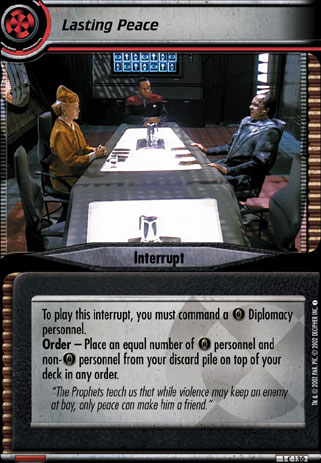 Lasting Peace
Interrupt
To play this interrupt, you must command a Diplomacy
personnel.
Order – Place an equal number of personnel and
non- personnel from your discard pile on top of your
deck in any order.
"The Prophets teach us that while violence may keep an enemy
at bay, only peace can make him a friend."
TM & © 2002 PAR. PIC. © 2002 DECIPHER INC.
1 C 130